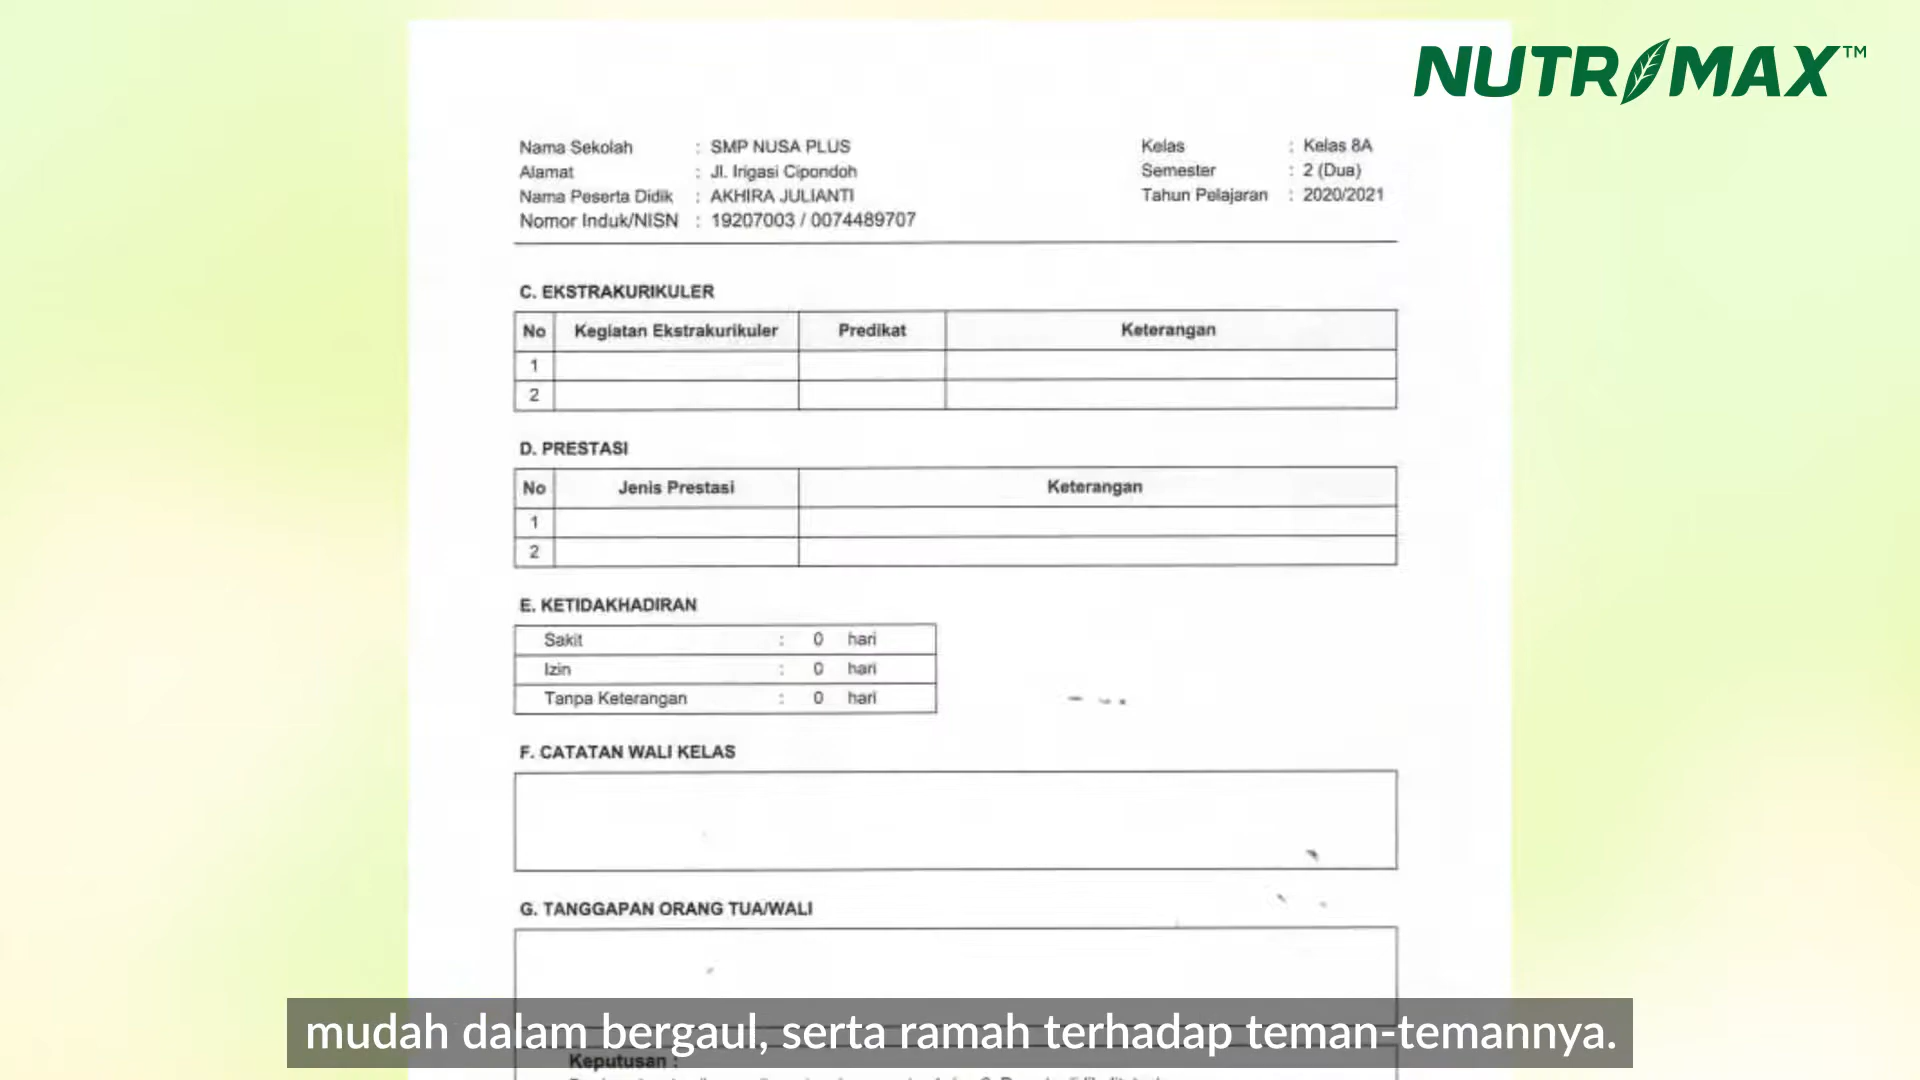 NUTRIMAX™
Nama Sekolah : SMP NUSA PLUS
Alamat : Jl. Irigasi Cipondoh
Nama Peserta Didik : AKHIRA JULIANTI
Nomor Induk/NISN : 19207003 / 0074489707
Kelas : Kelas 8A
Semester : 2 (Dua)
Tahun Pelajaran : 2020/2021
C. EKSTRAKURIKULER
No Kegiatan Ekstrakurikuler Predikat Keterangan
1
2
D. PRESTASI
No Jenis Prestasi Keterangan
1
2
E. KETIDAKHADIRAN
Sakit : 0 hari
Izin : 0 hari
Tanpa Keterangan : 0 hari
F. CATATAN WALI KELAS
G. TANGGAPAN ORANG TUA/WALI
mudah dalam bergaul, serta ramah terhadap teman-temannya.
Keputusan :